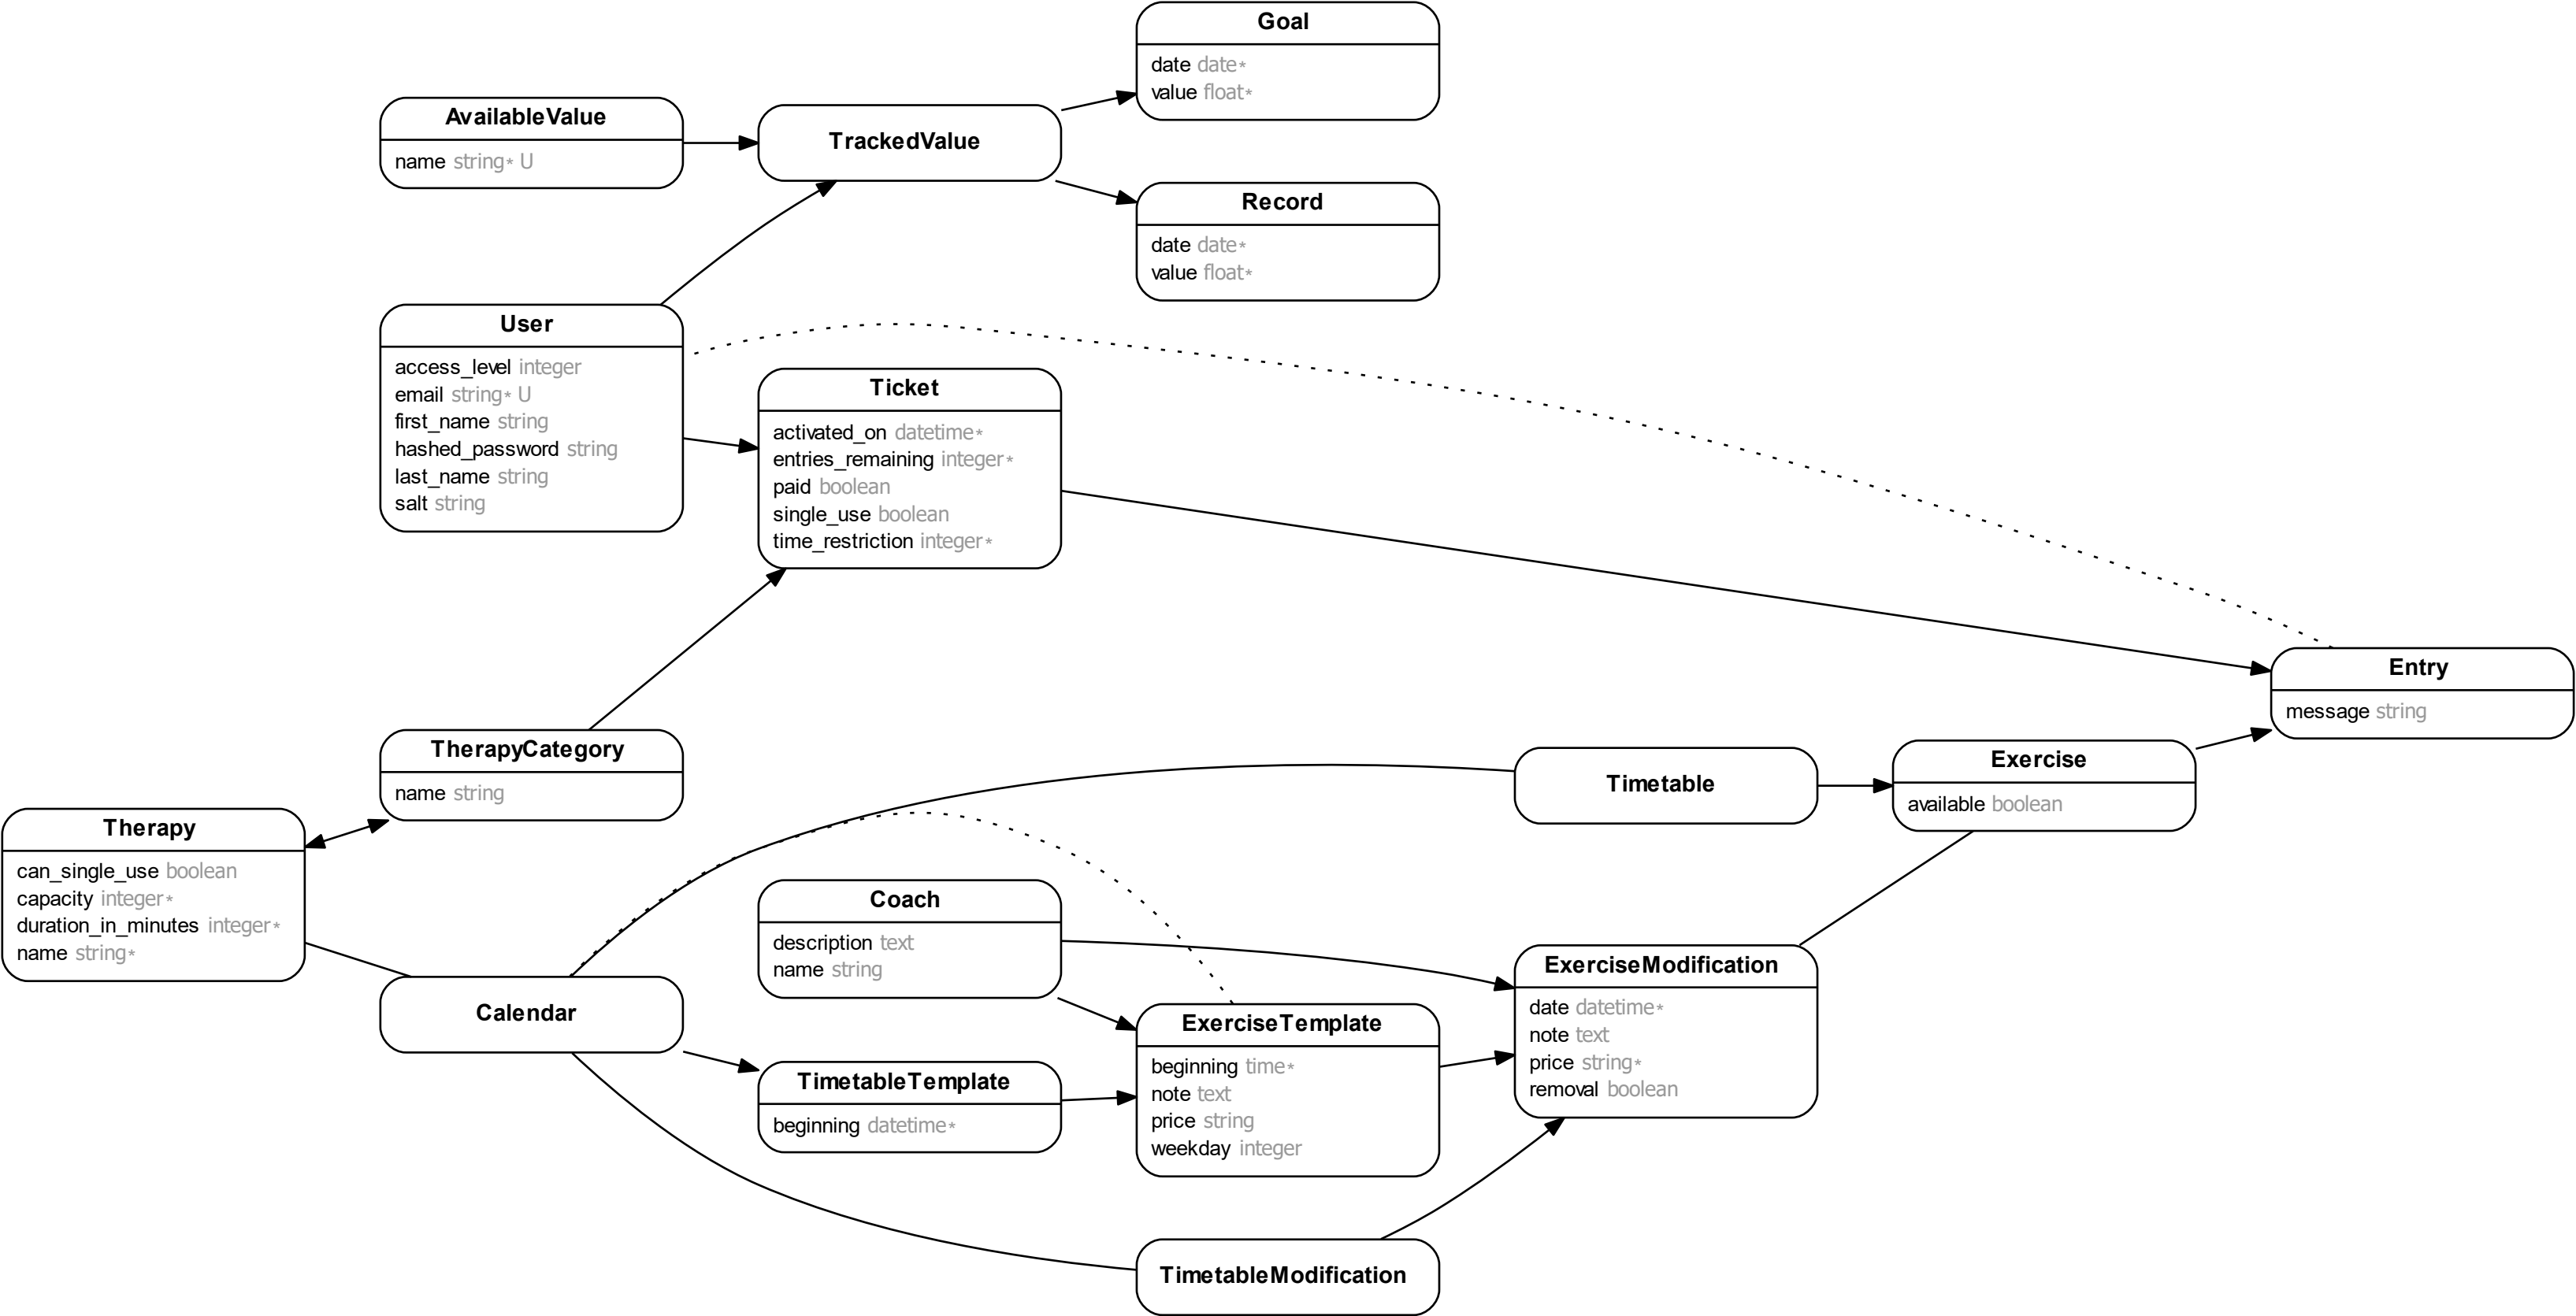 Goal
date date*
value float*
AvailableValue
name string* U
TrackedValue
Record
date date*
value float*
User
access_level integer
email string* U
first_name string
hashed_password string
last_name string
salt string
Ticket
activated_on datetime*
entries_remaining integer*
paid boolean
single_use boolean
time_restriction integer*
Entry
message string
TherapyCategory
name string
Timetable
Exercise
available boolean
Therapy
can_single_use boolean
capacity integer*
duration_in_minutes integer*
name string*
Coach
description text
name string
Calendar
ExerciseModification
date datetime*
note text
price string*
removal boolean
ExerciseTemplate
beginning time*
note text
price string
weekday integer
TimetableTemplate
beginning datetime*
TimetableModification